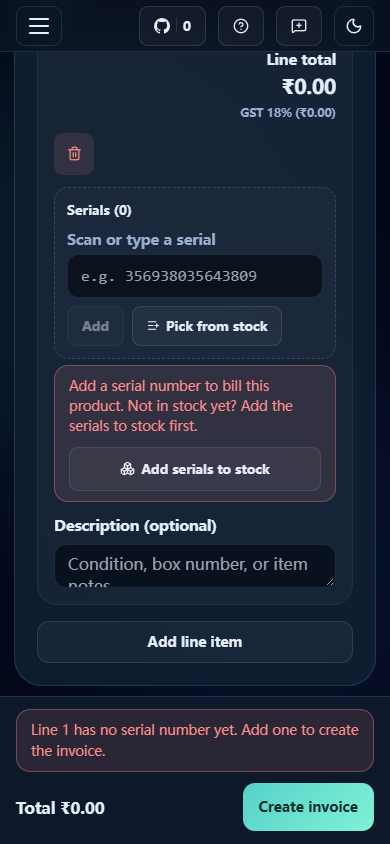 0
Line total
₹0.00
GST 18% (₹0.00)
Serials (0)
Scan or type a serial
e.g. 356938035643809
Add
Pick from stock
Add a serial number to bill this
product. Not in stock yet? Add the
serials to stock first.
Add serials to stock
Description (optional)
Condition, box number, or item
notes
Add line item
Line 1 has no serial number yet. Add one to create
the invoice.
Total ₹0.00
Create invoice